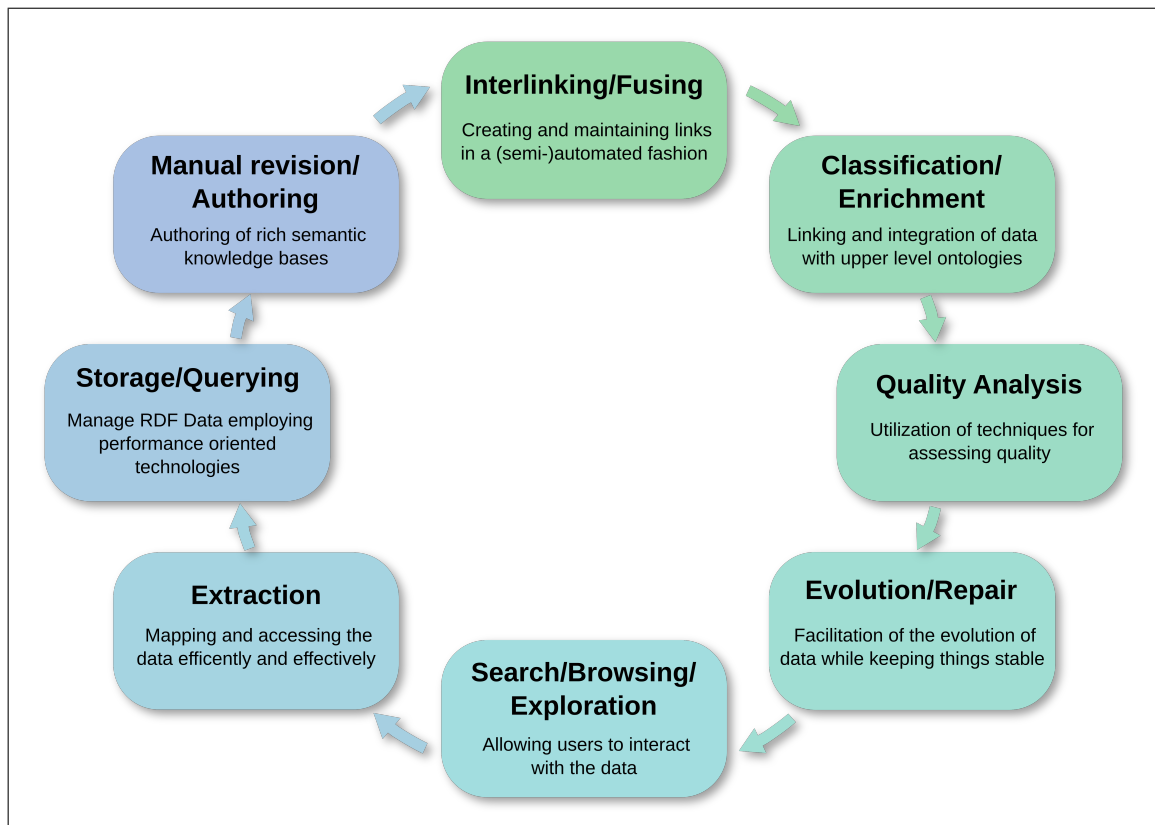 Interlinking/Fusing
Creating and maintaining links
in a (semi-)automated fashion
Classification/
Enrichment
Linking and integration of data
with upper level ontologies
Quality Analysis
Utilization of techniques for
assessing quality
Evolution/Repair
Facilitation of the evolution of
data while keeping things stable
Search/Browsing/
Exploration
Allowing users to interact
with the data
Extraction
Mapping and accessing the
data efficently and effectively
Storage/Querying
Manage RDF Data employing
performance oriented
technologies
Manual revision/
Authoring
Authoring of rich semantic
knowledge bases